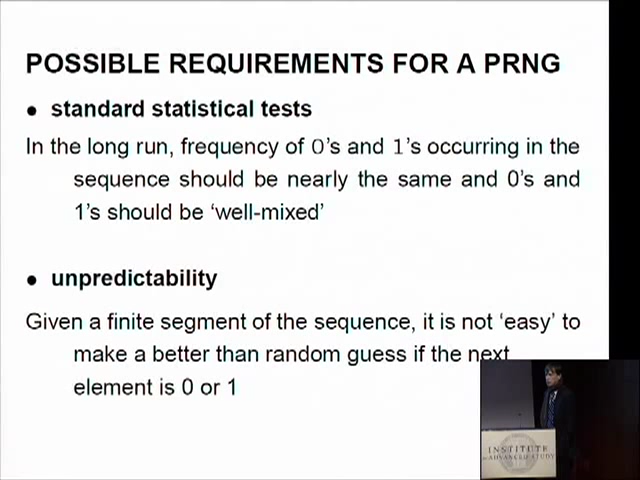 POSSIBLE REQUIREMENTS FOR A PRNG
● standard statistical tests
In the long run, frequency of 0's and 1's occurring in the
sequence should be nearly the same and 0's and
1's should be ‘well-mixed’
● unpredictability
Given a finite segment of the sequence, it is not ‘easy’ to
make a better than random guess if the next
element is 0 or 1
INSTITUTE
ADVANCED STUDY